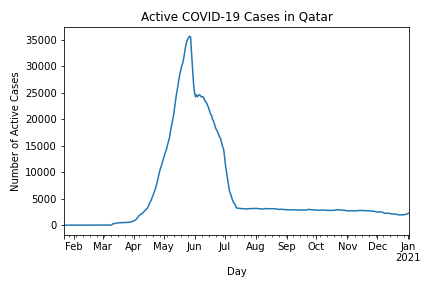 Active COVID-19 Cases in Qatar
Number of Active Cases
35000
30000
25000
20000
15000
10000
5000
0
Feb Mar Apr May Jun Jul Aug Sep Oct Nov Dec Jan
2021
Day